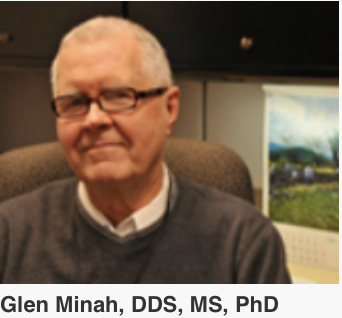 Glen Minah, DDS, MS, PhD